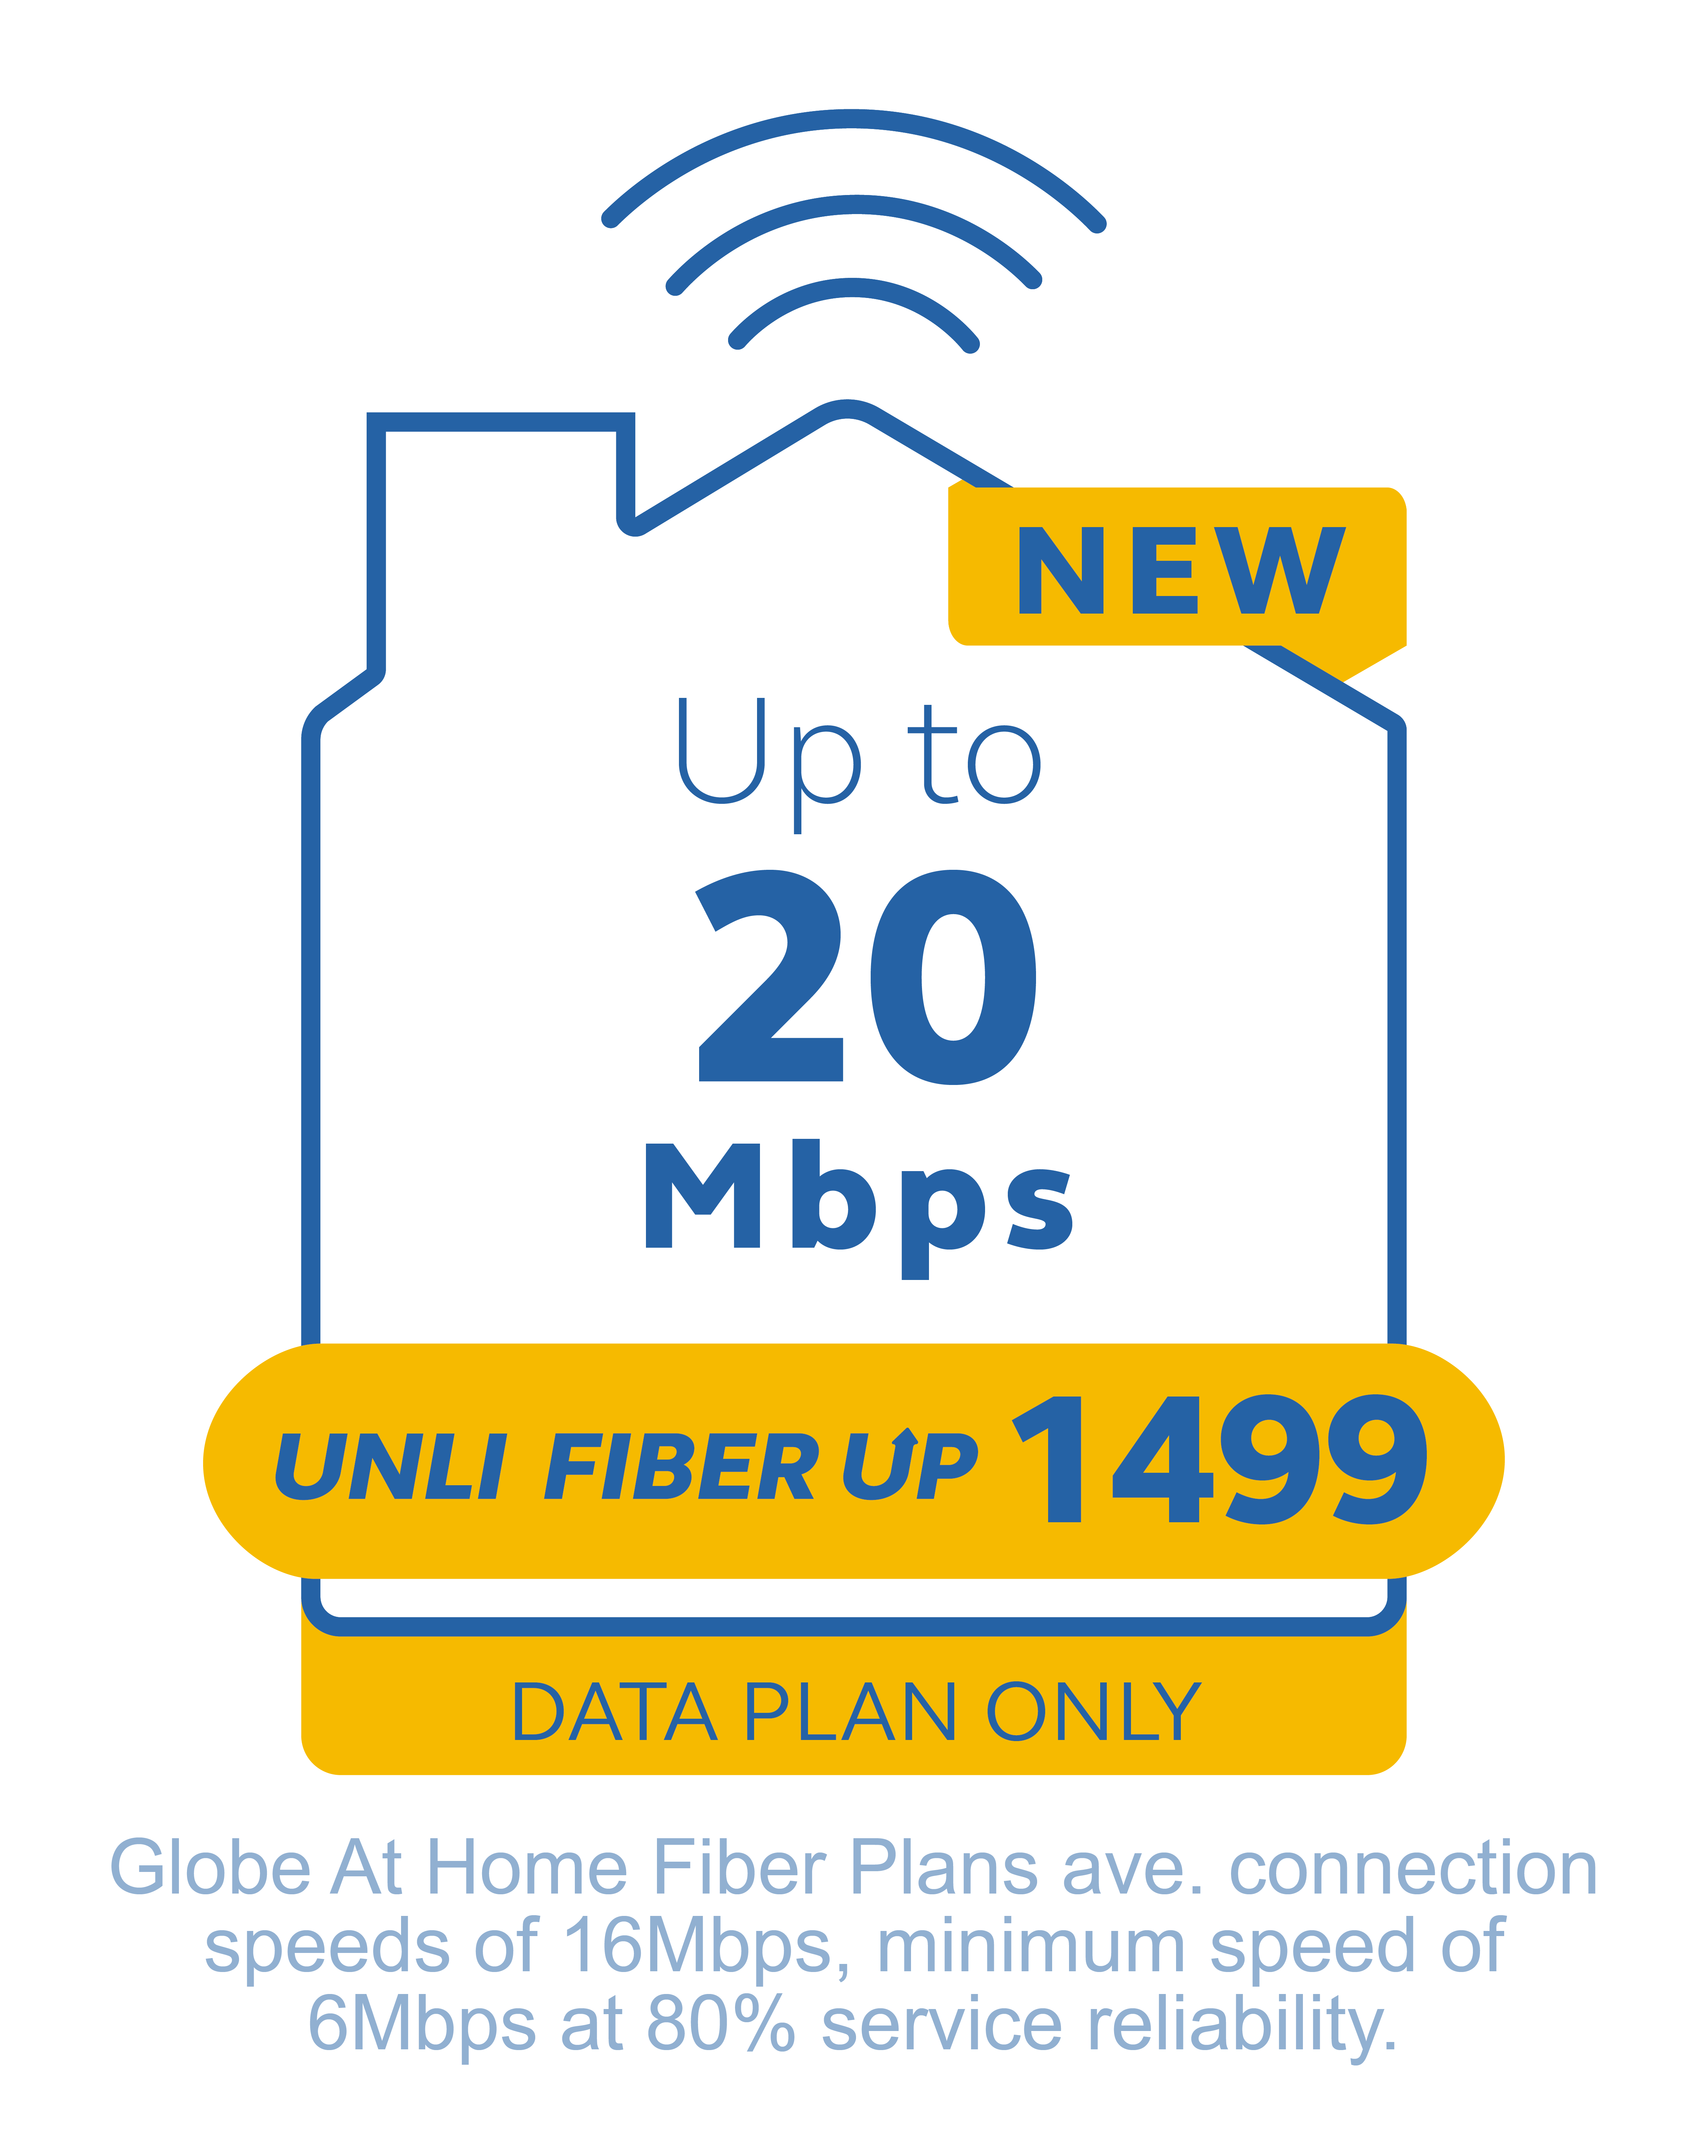 NEW
Up to
20
Mbps
UNLI FIBER UP 1499
DATA PLAN ONLY
Globe At Home Fiber Plans ave. connection
speeds of 16Mbps, minimum speed of
6Mbps at 80% service reliability.